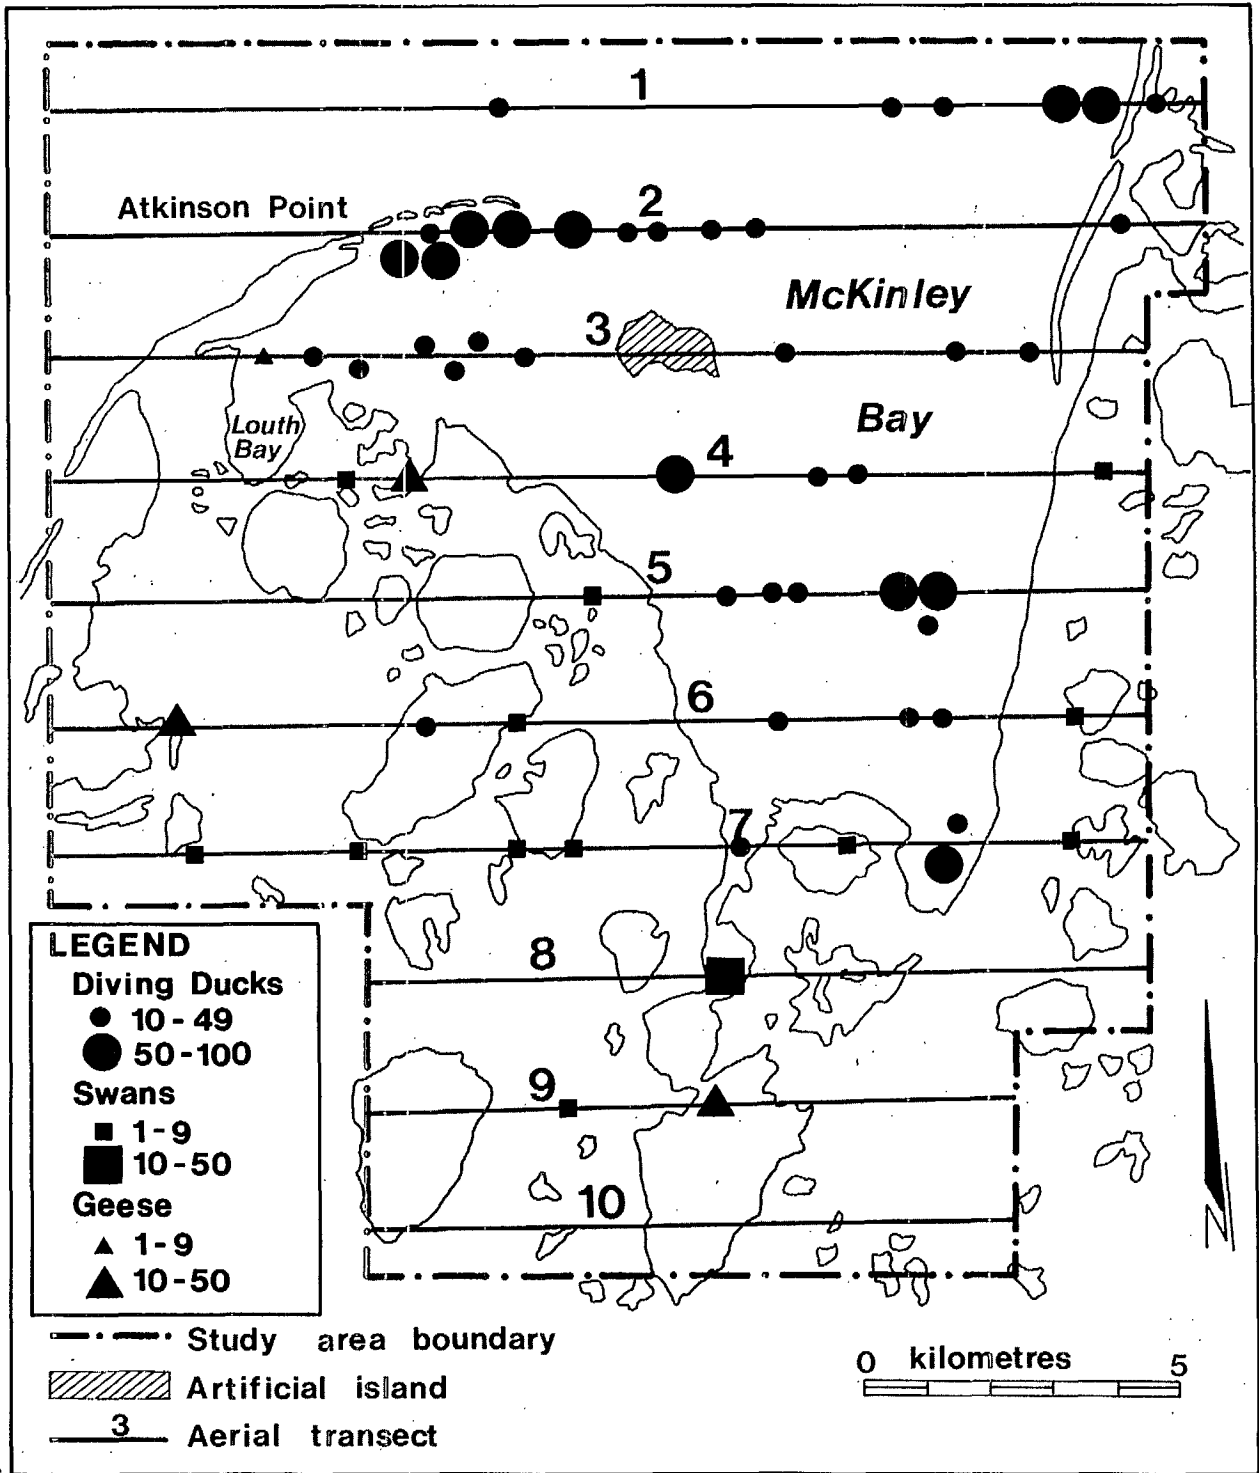 1
Atkinson Point
2
McKinley
3
Bay
Louth
Bay
4
5
6
7
8
9
10
LEGEND
Diving Ducks
10-49
50-100
Swans
1-9
10-50
Geese
1-9
10-50
N
Study area boundary
Artificial island
3 Aerial transect
0 kilometres 5